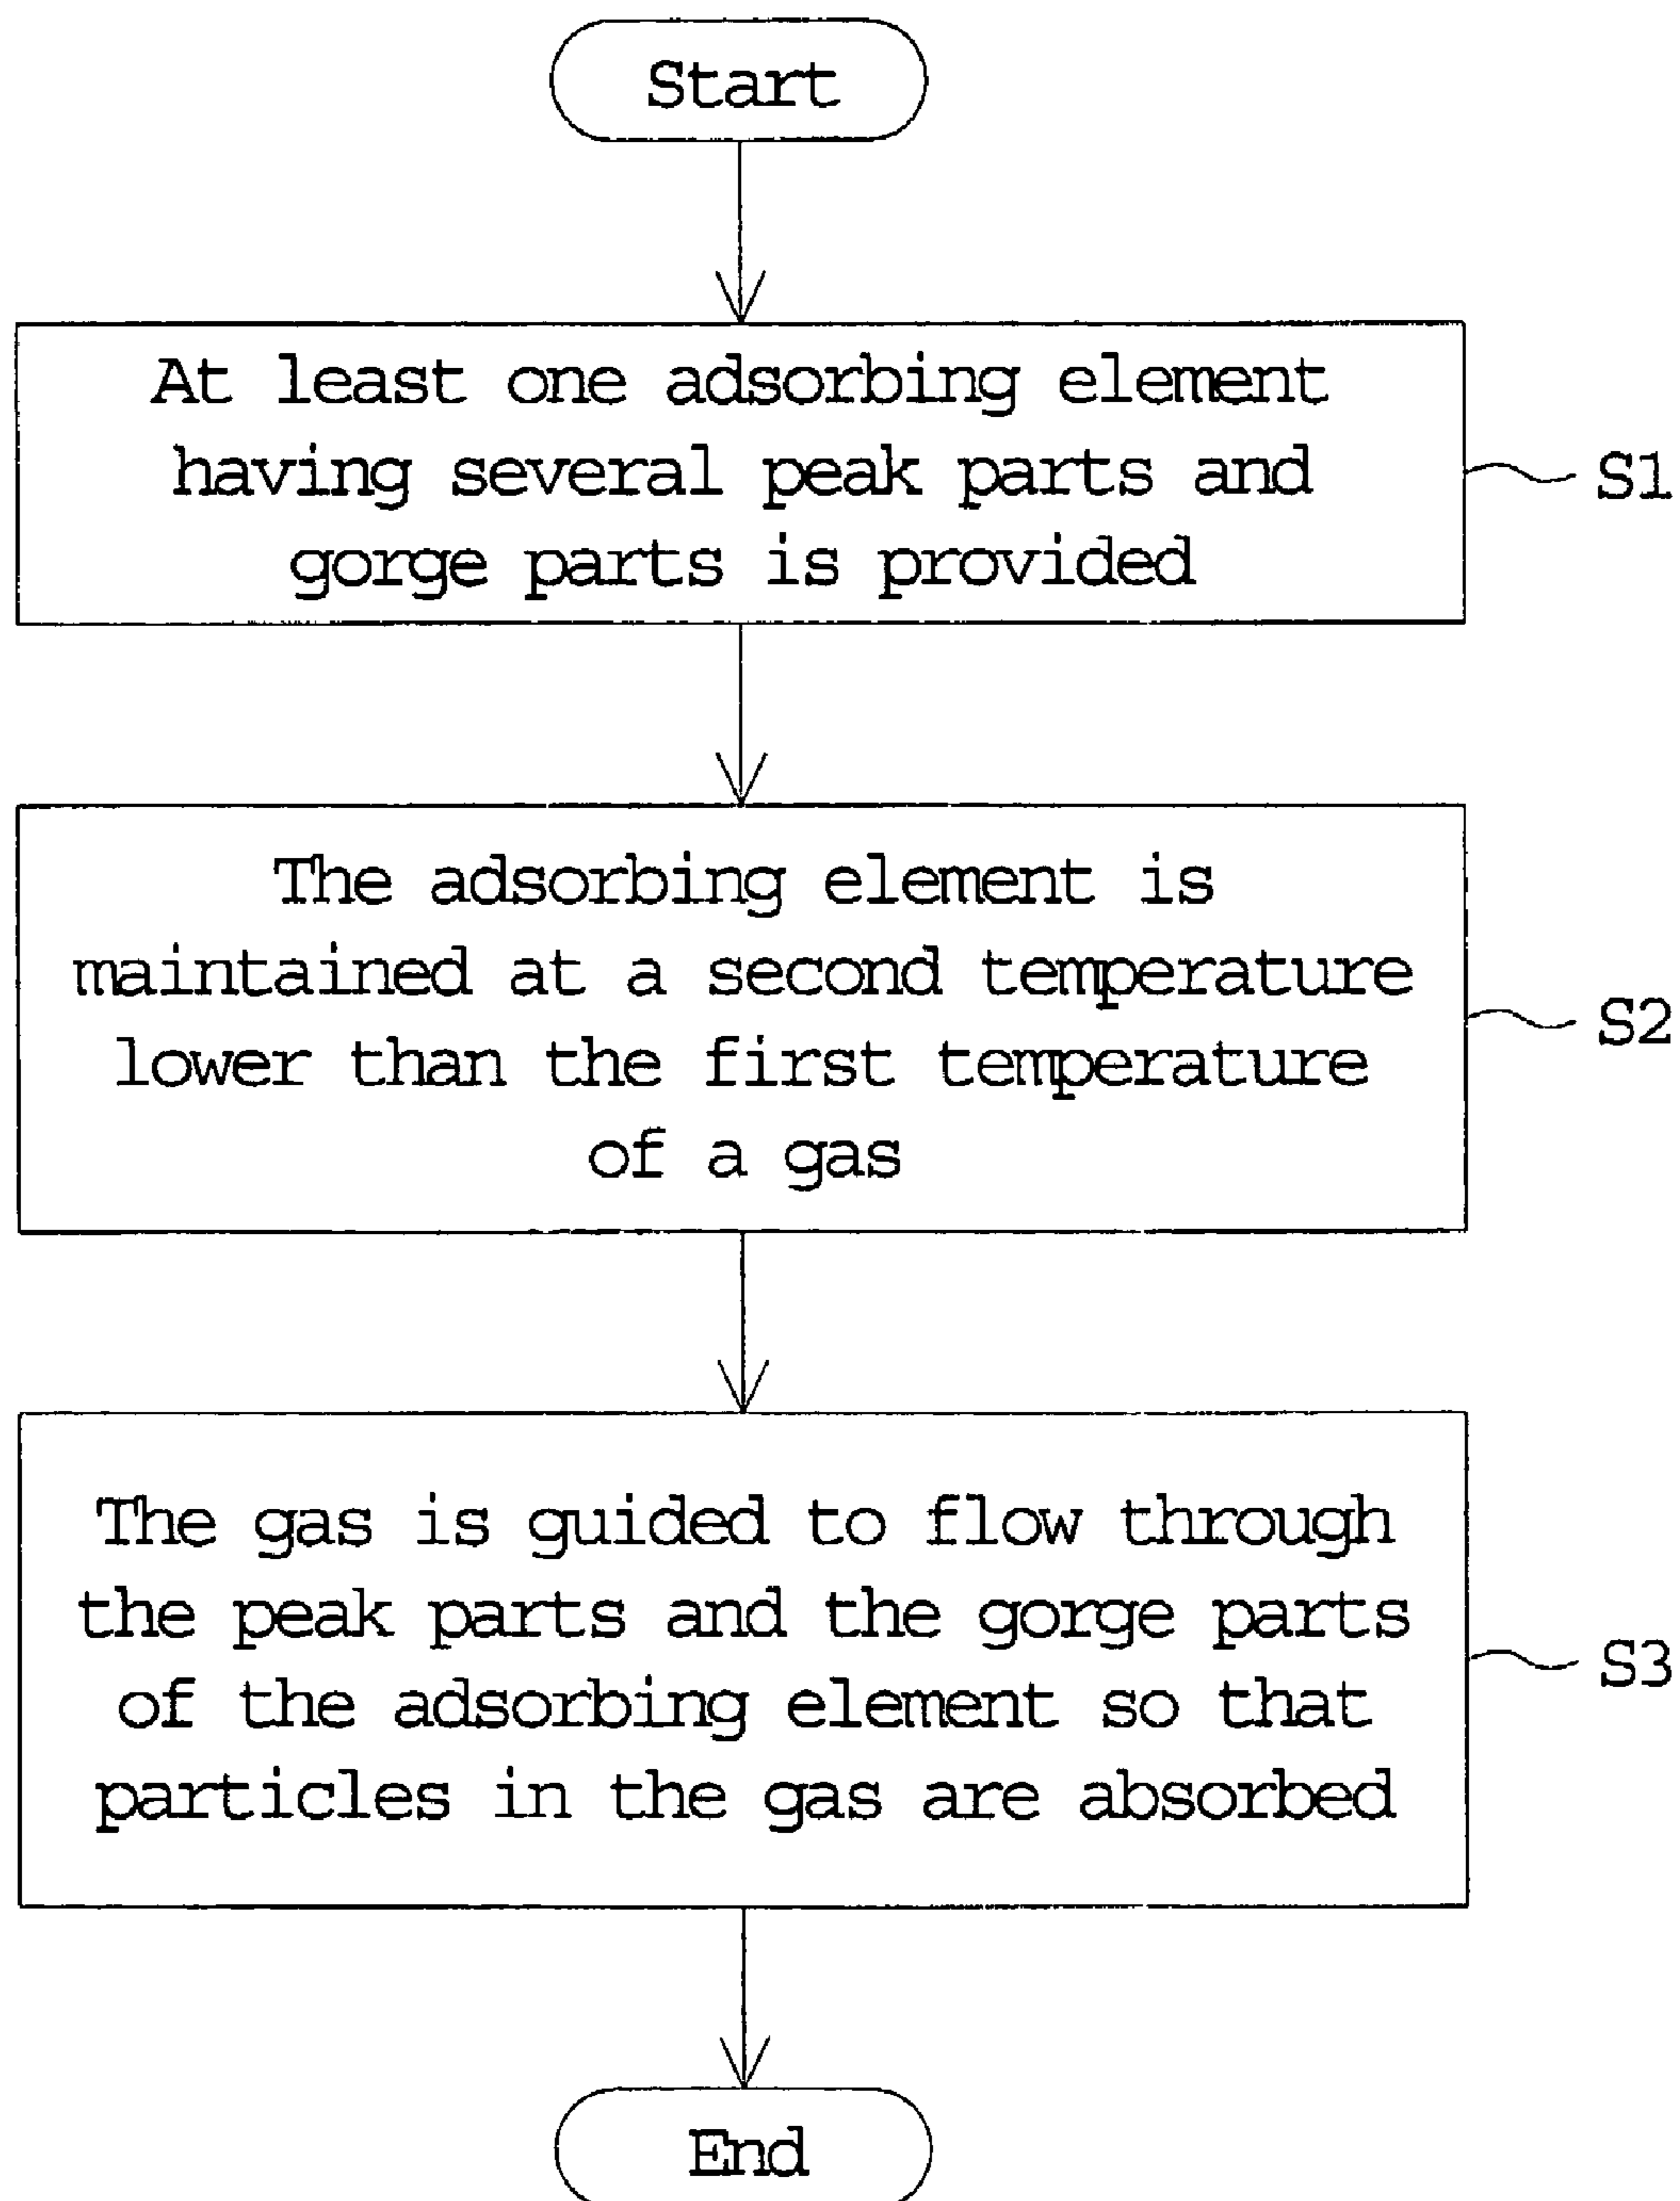 Start
At least one adsorbing element
having several peak parts and
gorge parts is provided
S1
The adsorbing element is
maintained at a second temperature
lower than the first temperature
of a gas
S2
The gas is guided to flow through
the peak parts and the gorge parts
of the adsorbing element so that
particles in the gas are absorbed
S3
End